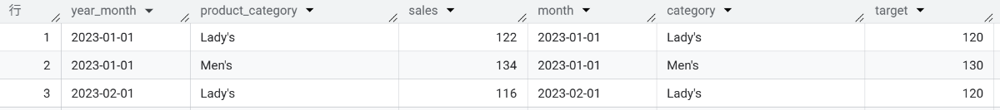 行 year_month product_category sales month category target
1 2023-01-01 Lady's 122 2023-01-01 Lady's 120
2 2023-01-01 Men's 134 2023-01-01 Men's 130
3 2023-02-01 Lady's 116 2023-02-01 Lady's 120